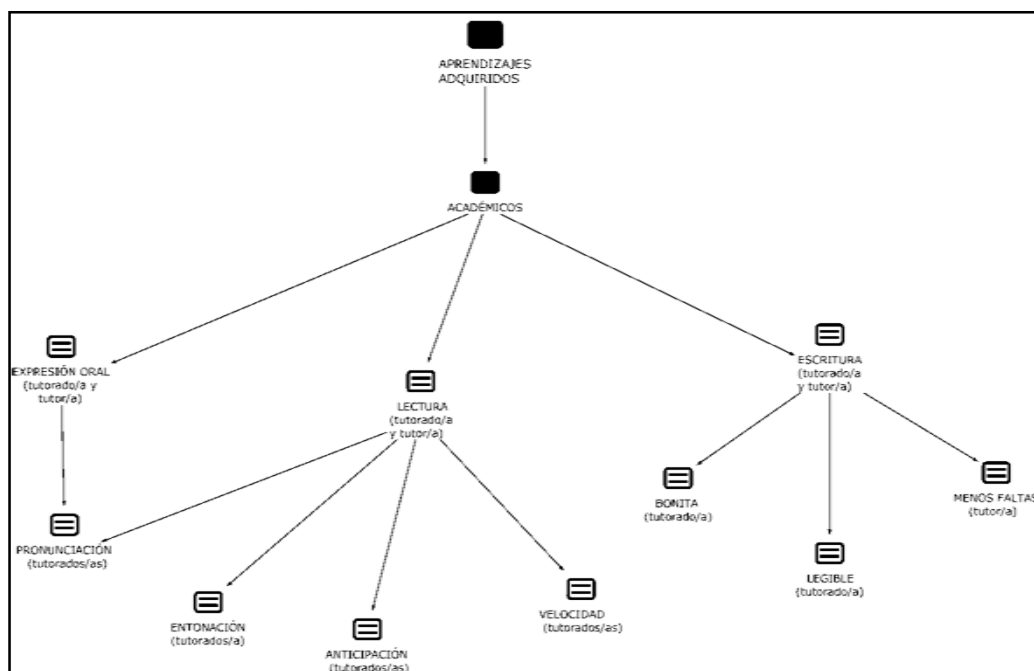 APRENDIZAJES
ADQUIRIDOS
ACADÉMICOS
EXPRESIÓN ORAL
(tutorado/a y
tutor/a)
LECTURA
(tutorado/a
y tutor/a)
ESCRITURA
(tutorado/a
y tutor/a)
PRONUNCIACIÓN
(tutorados/as)
ENTONACIÓN
(tutorados/a)
ANTICIPACIÓN
(tutorados/as)
VELOCIDAD
(tutorados/as)
BONITA
(tutorado/a)
LEGIBLE
(tutorado/a)
MENOS FALTAS
(tutor/a)